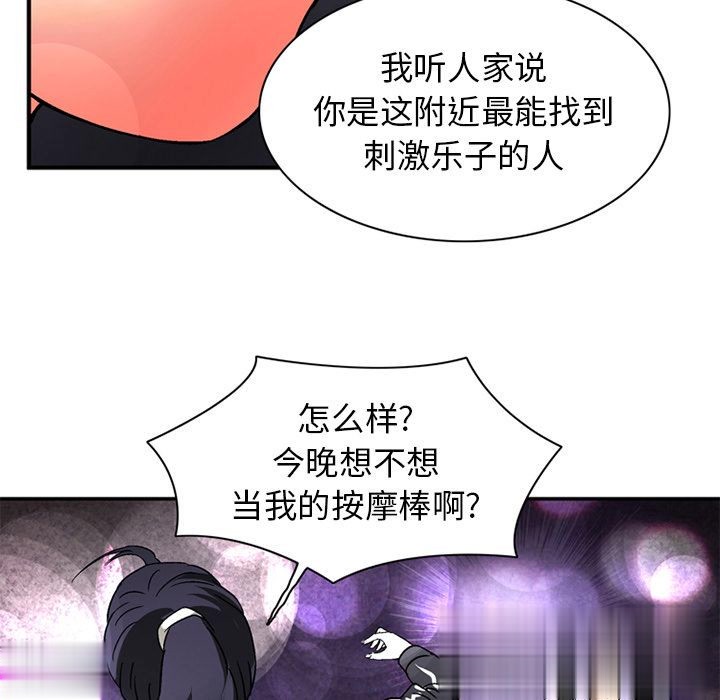 我听人家说
你是这附近最能找到
刺激乐子的人
怎么样?
今晚想不想
当我的按摩棒啊?